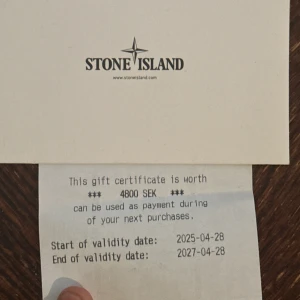 STONE ISLAND
www.stoneisland.com
This gift certificate is worth
*** 4800 SEK ***
can be used as payment during
of your next purchases.
Start of validity date: 2025-04-28
End of validity date: 2027-04-28